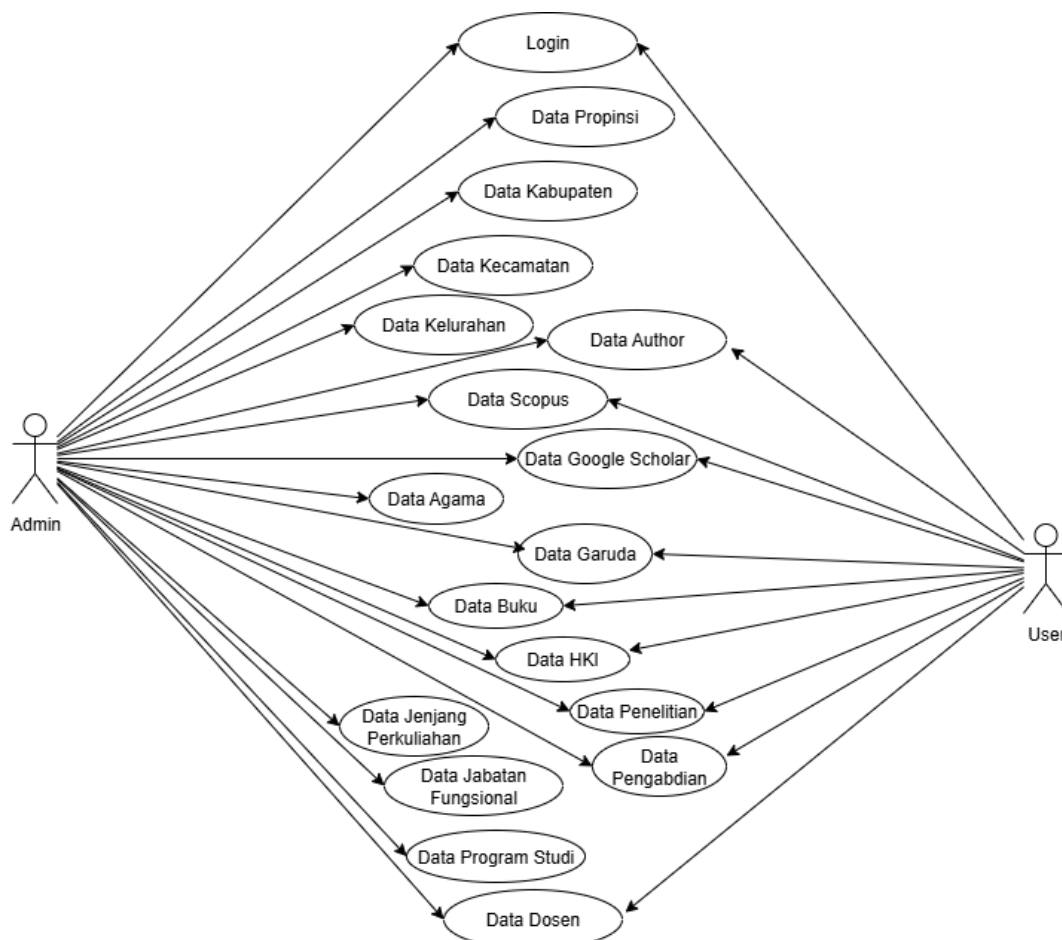 Login
Data Propinsi
Data Kabupaten
Data Kecamatan
Data Kelurahan
Data Author
Data Scopus
Data Google Scholar
Data Agama
Admin
Data Garuda
Data Buku
User
Data HKI
Data Penelitian
Data Jenjang
Perkuliahan
Data
Pengabdian
Data Jabatan
Fungsional
Data Program Studi
Data Dosen